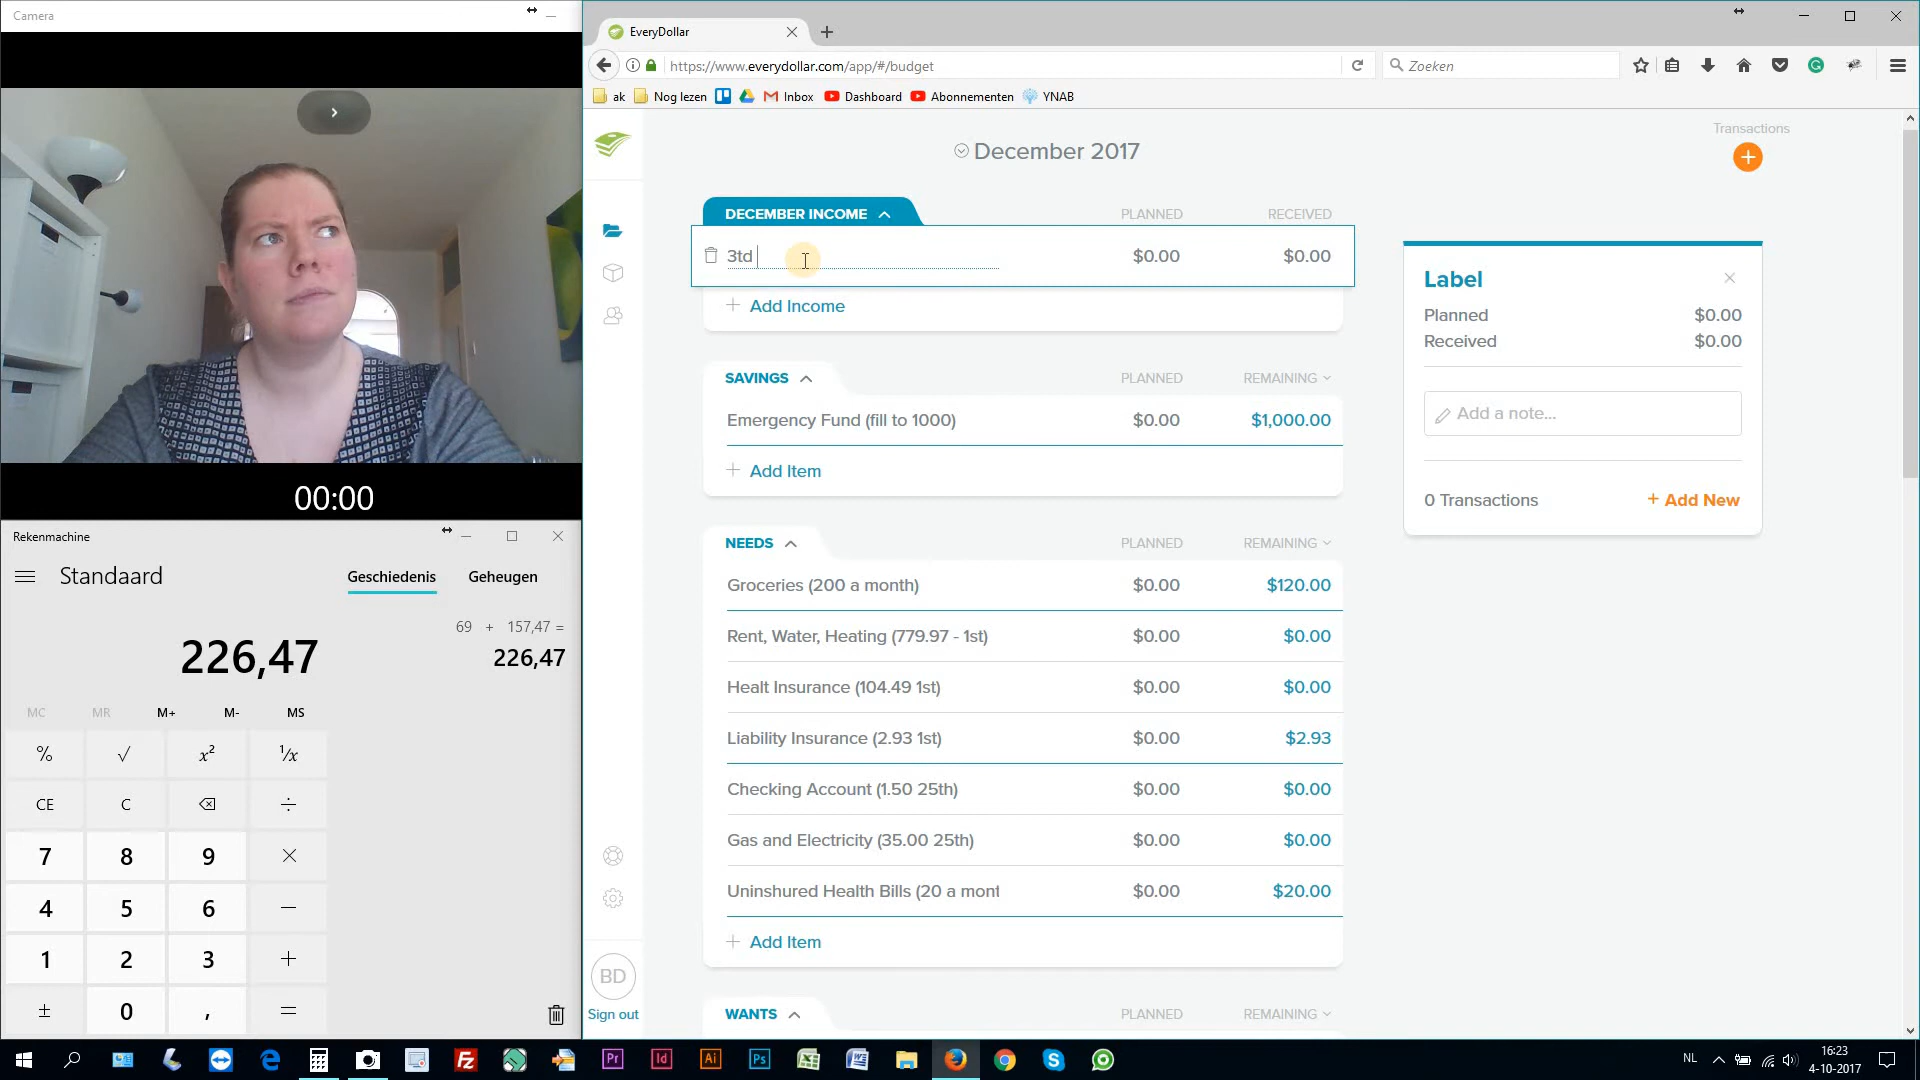 Camera
00:00
Rekenmachine
Standaard
Geschiedenis Geheugen
69 + 157,47 =
226,47
226,47
MC MR M+ M- MS
% √ x² ¹/x
CE C ÷
7 8 9 ×
4 5 6 −
1 2 3 +
± 0 , =
EveryDollar
https://www.everydollar.com/app/#/budget
Zoeken
ak Nog lezen Inbox Dashboard Abonnementen YNAB
December 2017
Transactions
DECEMBER INCOME PLANNED RECEIVED
3td $0.00 $0.00
+ Add Income
SAVINGS PLANNED REMAINING
Emergency Fund (fill to 1000) $0.00 $1,000.00
+ Add Item
NEEDS PLANNED REMAINING
Groceries (200 a month) $0.00 $120.00
Rent, Water, Heating (779.97 - 1st) $0.00 $0.00
Healt Insurance (104.49 1st) $0.00 $0.00
Liability Insurance (2.93 1st) $0.00 $2.93
Checking Account (1.50 25th) $0.00 $0.00
Gas and Electricity (35.00 25th) $0.00 $0.00
Uninshured Health Bills (20 a mont $0.00 $20.00
+ Add Item
WANTS PLANNED REMAINING
Label
Planned $0.00
Received $0.00
Add a note...
0 Transactions + Add New
BD
Sign out
Pr Id Ai Ps
NL
16:23
4-10-2017